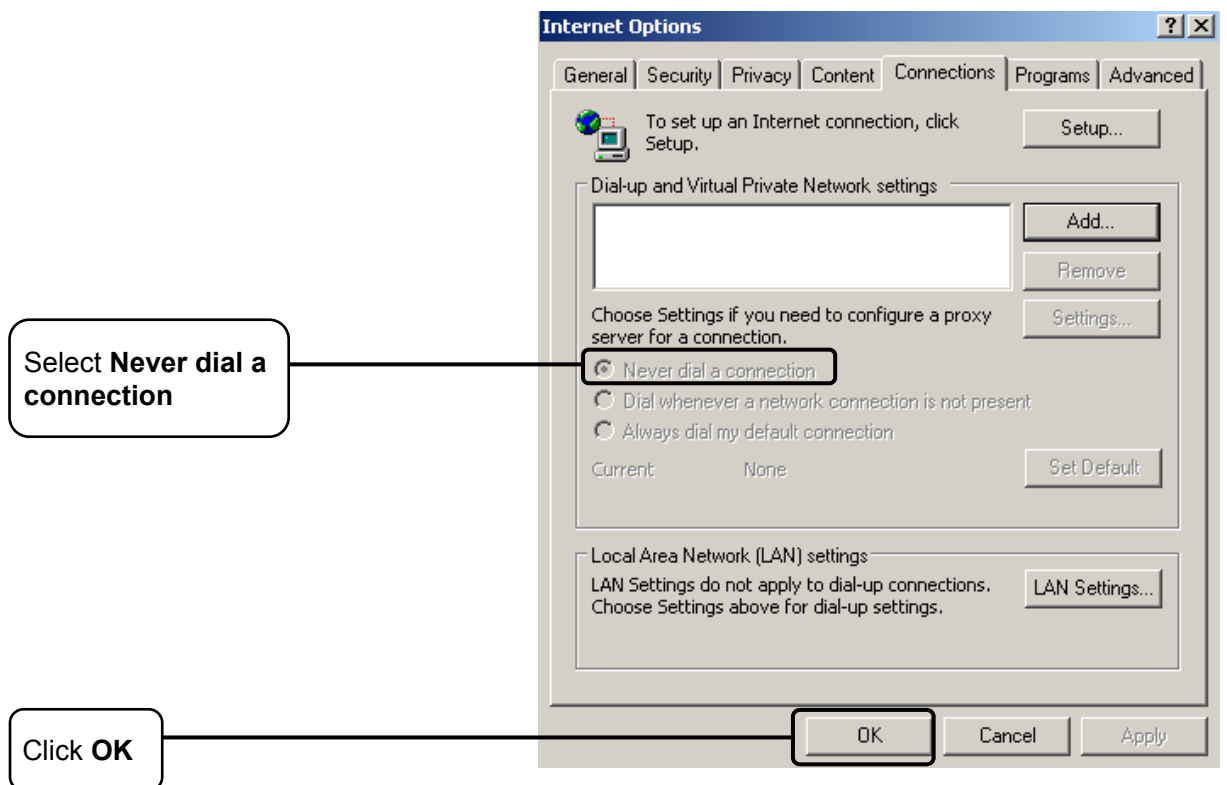 Internet Options
General Security Privacy Content Connections Programs Advanced
To set up an Internet connection, click
Setup.
Setup...
Dial-up and Virtual Private Network settings
Add...
Remove
Choose Settings if you need to configure a proxy
server for a connection.
Settings...
Select Never dial a
connection
Never dial a connection
Dial whenever a network connection is not present
Always dial my default connection
Current None
Set Default
Local Area Network (LAN) settings
LAN Settings do not apply to dial-up connections.
Choose Settings above for dial-up settings.
LAN Settings...
Click OK
OK Cancel Apply